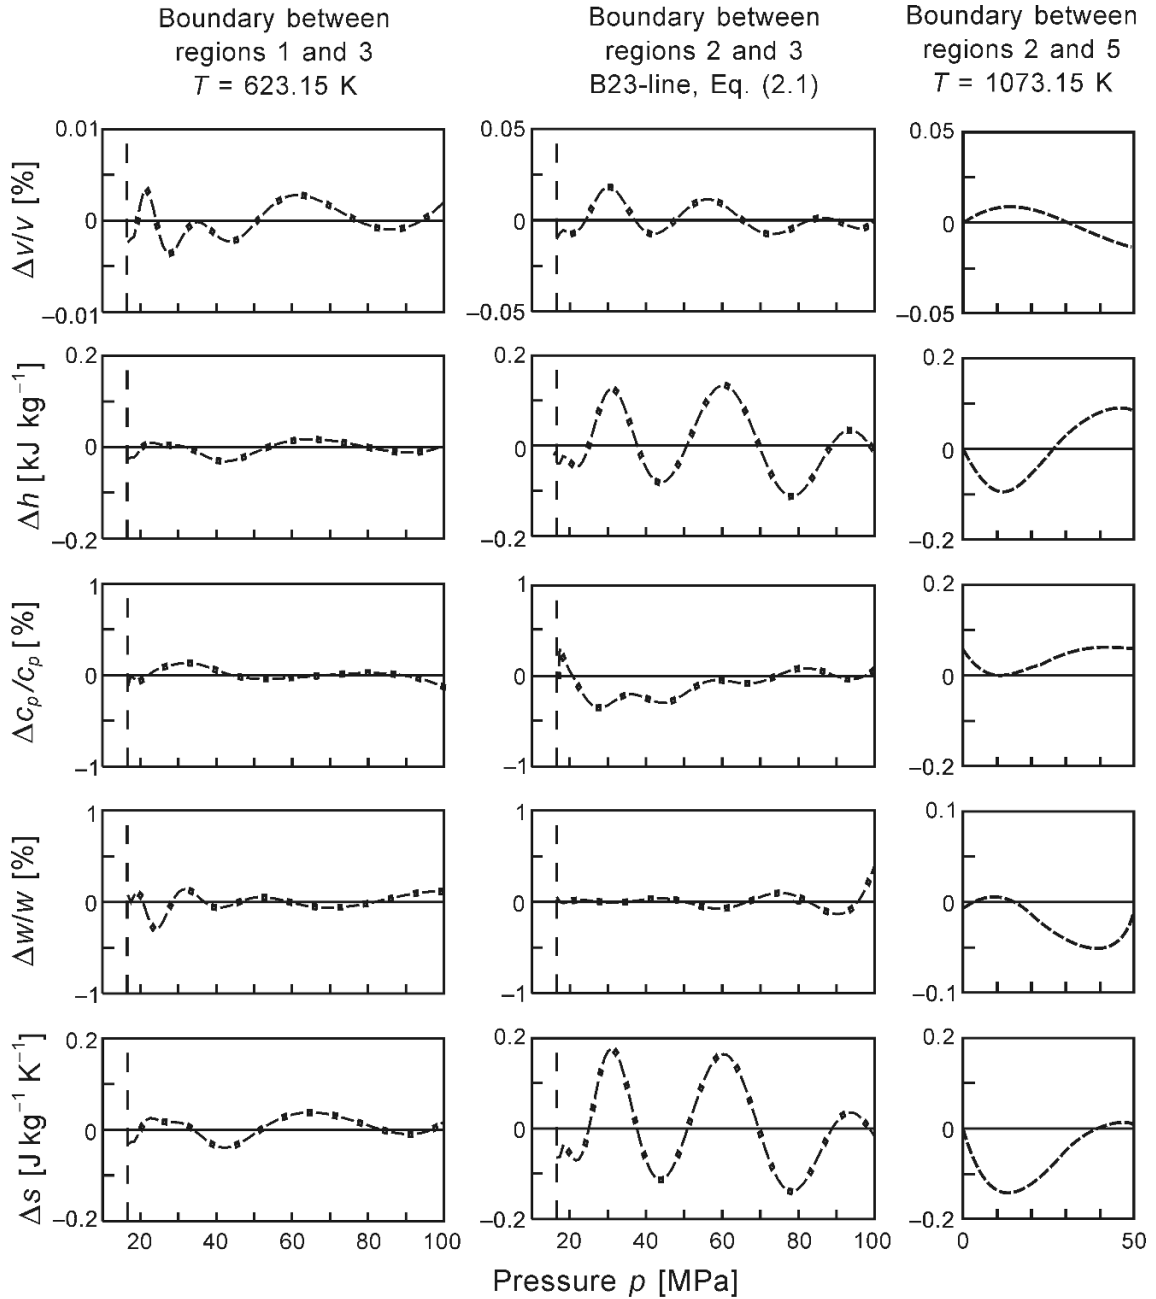 Boundary between
regions 1 and 3
T = 623.15 K
Boundary between
regions 2 and 3
B23-line, Eq. (2.1)
Boundary between
regions 2 and 5
T = 1073.15 K
Δv/v [%]
0.01
0
–0.01
0.05
0
–0.05
0.05
0
–0.05
Δh [kJ kg⁻¹]
0.2
0
–0.2
0.2
0
–0.2
0.2
0
–0.2
Δcₚ/cₚ [%]
1
0
–1
1
0
–1
0.2
0
–0.2
Δw/w [%]
1
0
–1
1
0
–1
0.1
0
–0.1
Δs [J kg⁻¹ K⁻¹]
0.2
0
–0.2
0.2
0
–0.2
0.2
0
–0.2
20 40 60 80 100
20 40 60 80 100
0 50
Pressure p [MPa]